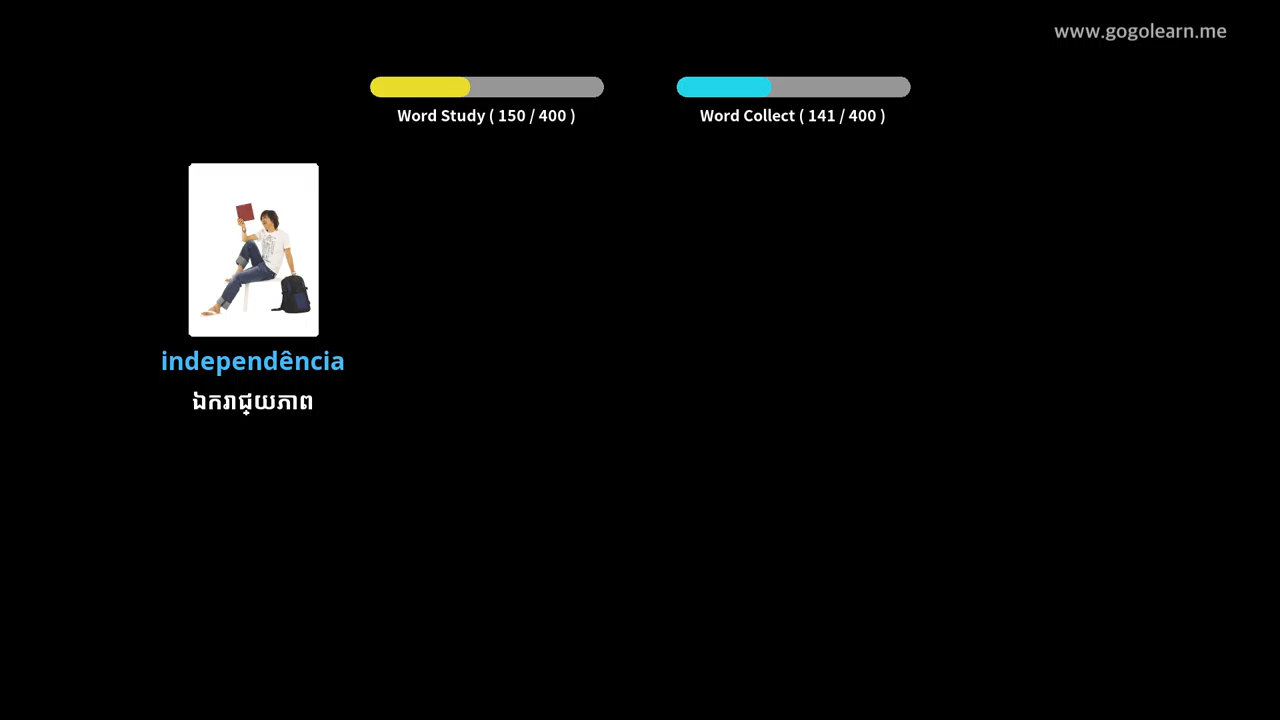 www.gogolearn.me
Word Study ( 150 / 400 )
Word Collect ( 141 / 400 )
independência
ឯករាជ្យភាព